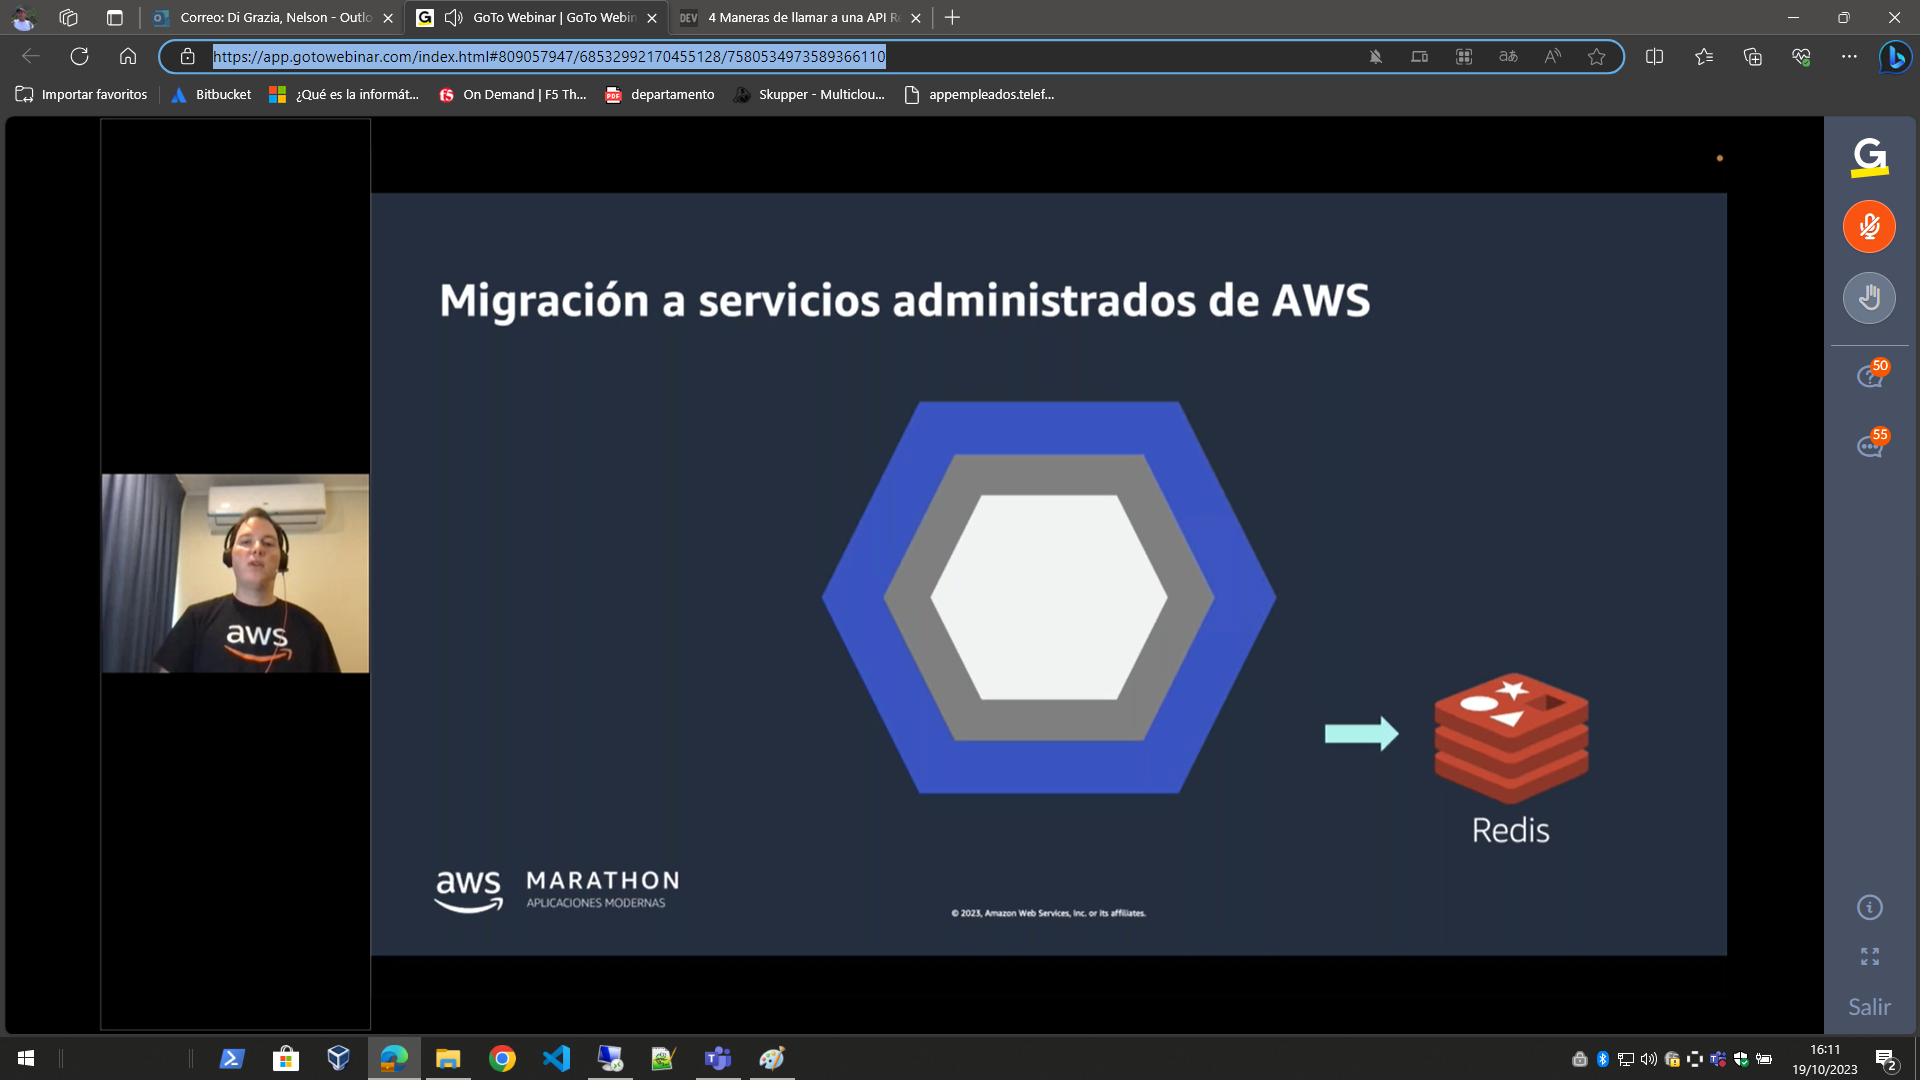 Correo: Di Grazia, Nelson - Outlo
GoTo Webinar | GoTo Webin
DEV
4 Maneras de llamar a una API Re
https://app.gotowebinar.com/index.html#809057947/68532992170455128/7580534973589366110
Importar favoritos
Bitbucket
¿Qué es la informát...
On Demand | F5 Th...
PDF
departamento
Skupper - Multiclou...
appempleados.telef...
G
Migración a servicios administrados de AWS
50
55
aws
Redis
aws
MARATHON
APLICACIONES MODERNAS
© 2023, Amazon Web Services, Inc. or its affiliates.
Salir
16:11
19/10/2023
2